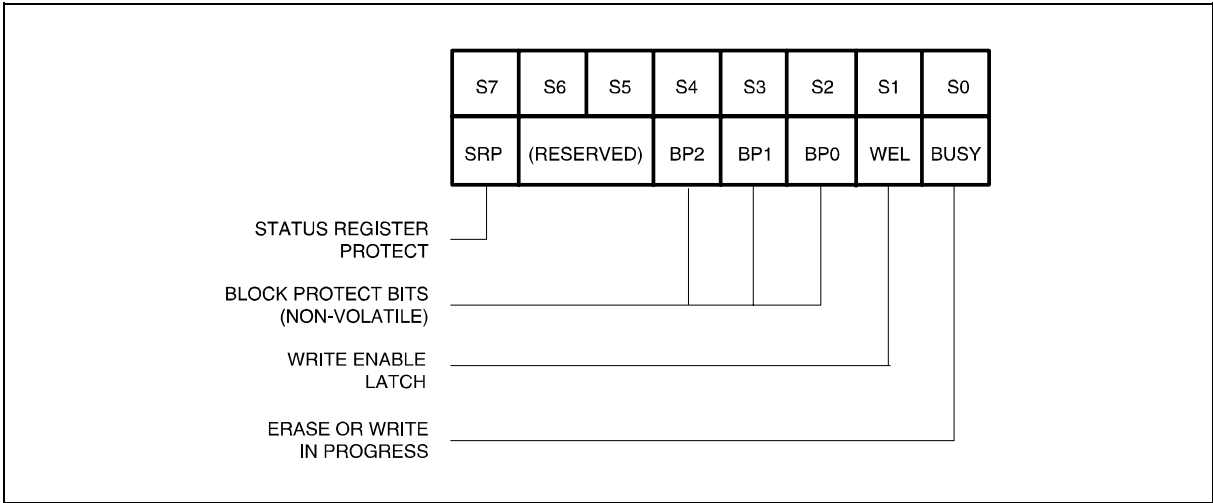 S7 S6 S5 S4 S3 S2 S1 S0
SRP (RESERVED) BP2 BP1 BP0 WEL BUSY
STATUS REGISTER
PROTECT
BLOCK PROTECT BITS
(NON-VOLATILE)
WRITE ENABLE
LATCH
ERASE OR WRITE
IN PROGRESS